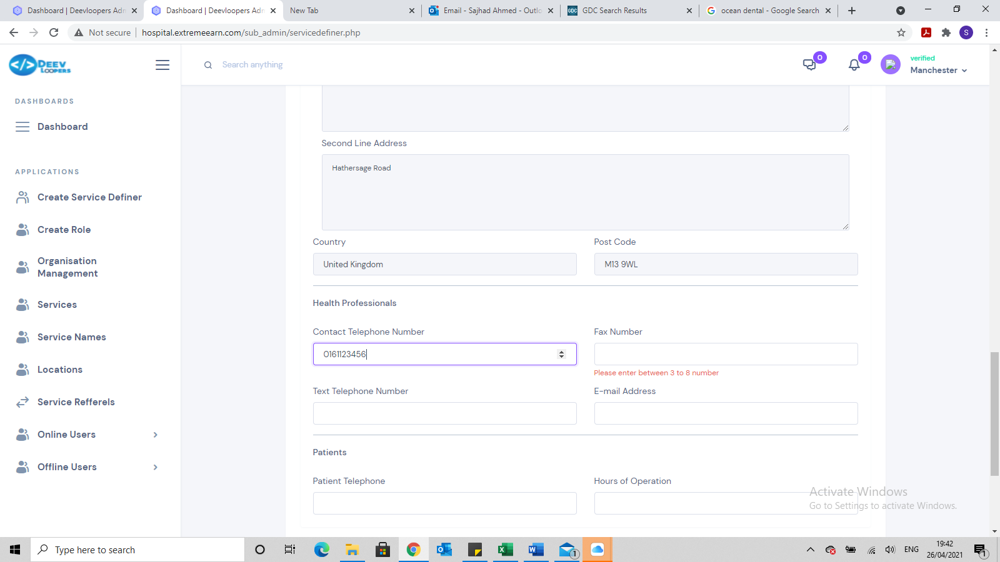 Dashboard | Deevloopers Adm
Dashboard | Deevloopers Adm
New Tab
Email - Sajhad Ahmed - Outlo
GDC
GDC Search Results
ocean dental - Google Search
Not secure
hospital.extremeearn.com/sub_admin/servicedefiner.php
S
</> DEEV
LOOPERS
Search anything
0
0
verified
Manchester
DASHBOARDS
Dashboard
APPLICATIONS
Create Service Definer
Create Role
Organisation
Management
Services
Service Names
Locations
Service Refferels
Online Users
Offline Users
Second Line Address
Hathersage Road
Country
Post Code
United Kingdom
M13 9WL
Health Professionals
Contact Telephone Number
Fax Number
0161123456
Please enter between 3 to 8 number
Text Telephone Number
E-mail Address
Patients
Patient Telephone
Hours of Operation
Activate Windows
Go to Settings to activate Windows.
Type here to search
1
ENG
19:42
26/04/2021
1